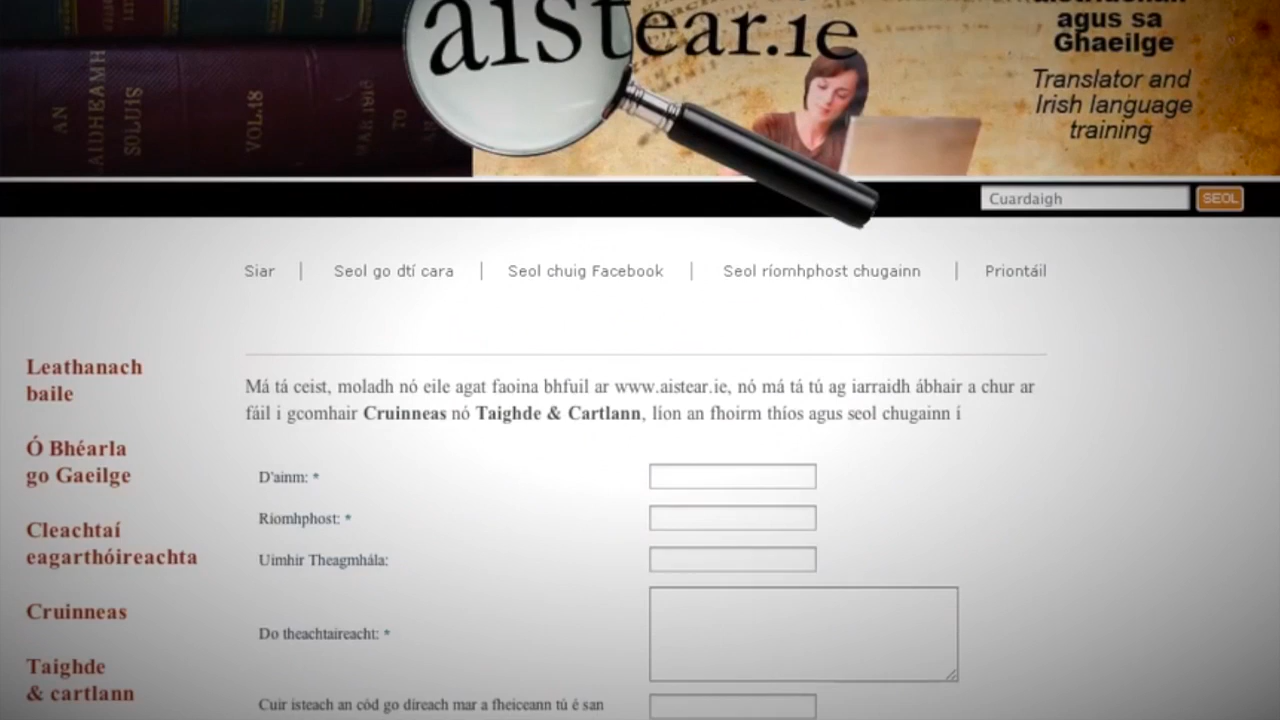 aistear.ie
agus sa
Ghaeilge
Translator and
Irish language
training
AN
AIDHEAMH
SOLUIS
VOL.18
MAR 1916
TO
Cuardaigh
SEOL
Siar | Seol go dtí cara | Seol chuig Facebook | Seol ríomhphost chugainn | Priontáil
Leathanach
baile
Ó Bhéarla
go Gaeilge
Cleachtaí
eagarthóireachta
Cruinneas
Taighde
& cartlann
Má tá ceist, moladh nó eile agat faoina bhfuil ar www.aistear.ie, nó má tá tú ag iarraidh ábhair a chur ar
fáil i gcomhair Cruinneas nó Taighde & Cartlann, líon an fhoirm thíos agus seol chugainn í
D'ainm: *
Ríomhphost: *
Uimhir Theagmhála:
Do theachtaireacht: *
Cuir isteach an cód go díreach mar a fheiceann tú é san